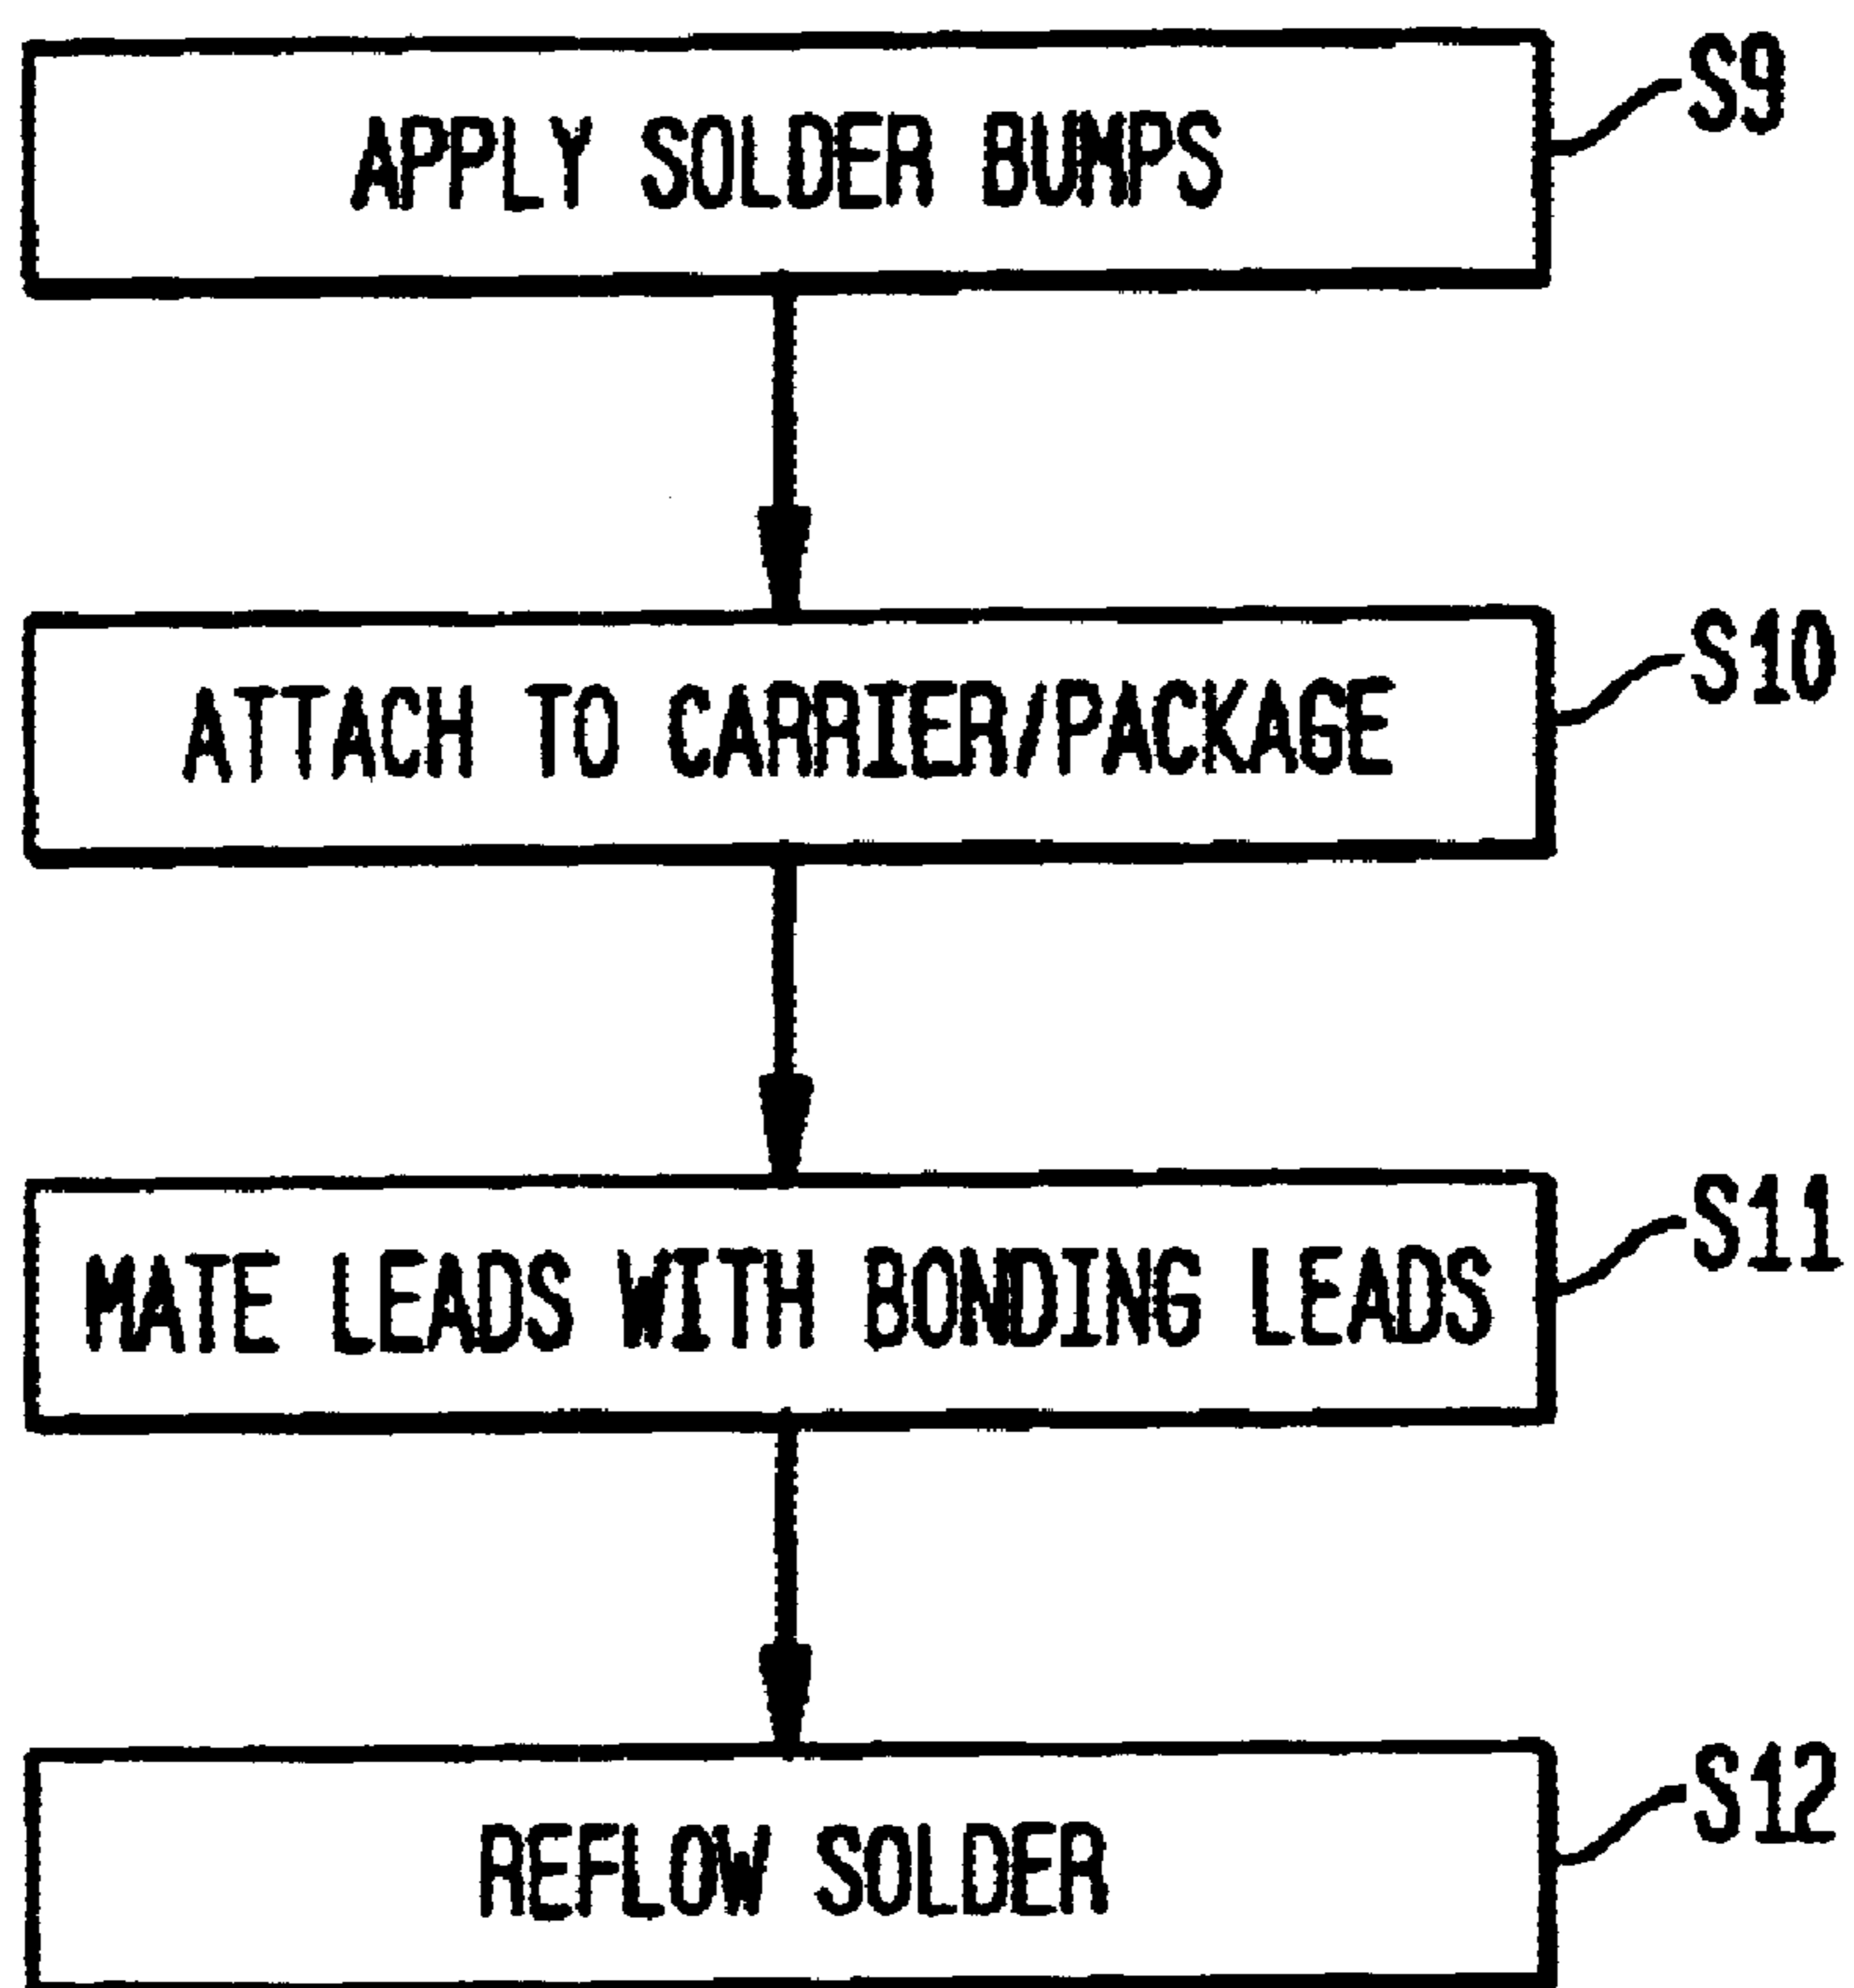 APPLY SOLDER BUMPS
S9
ATTACH TO CARRIER/PACKAGE
S10
MATE LEADS WITH BONDING LEADS
S11
REFLOW SOLDER
S12